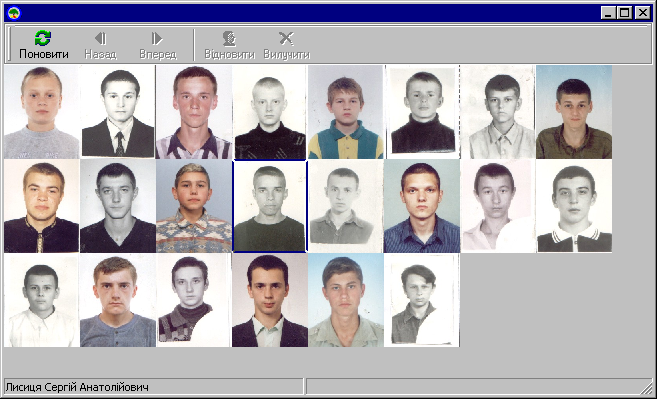 Поновити Назад Вперед Відновити Вилучити
Лисиця Сергій Анатолійович